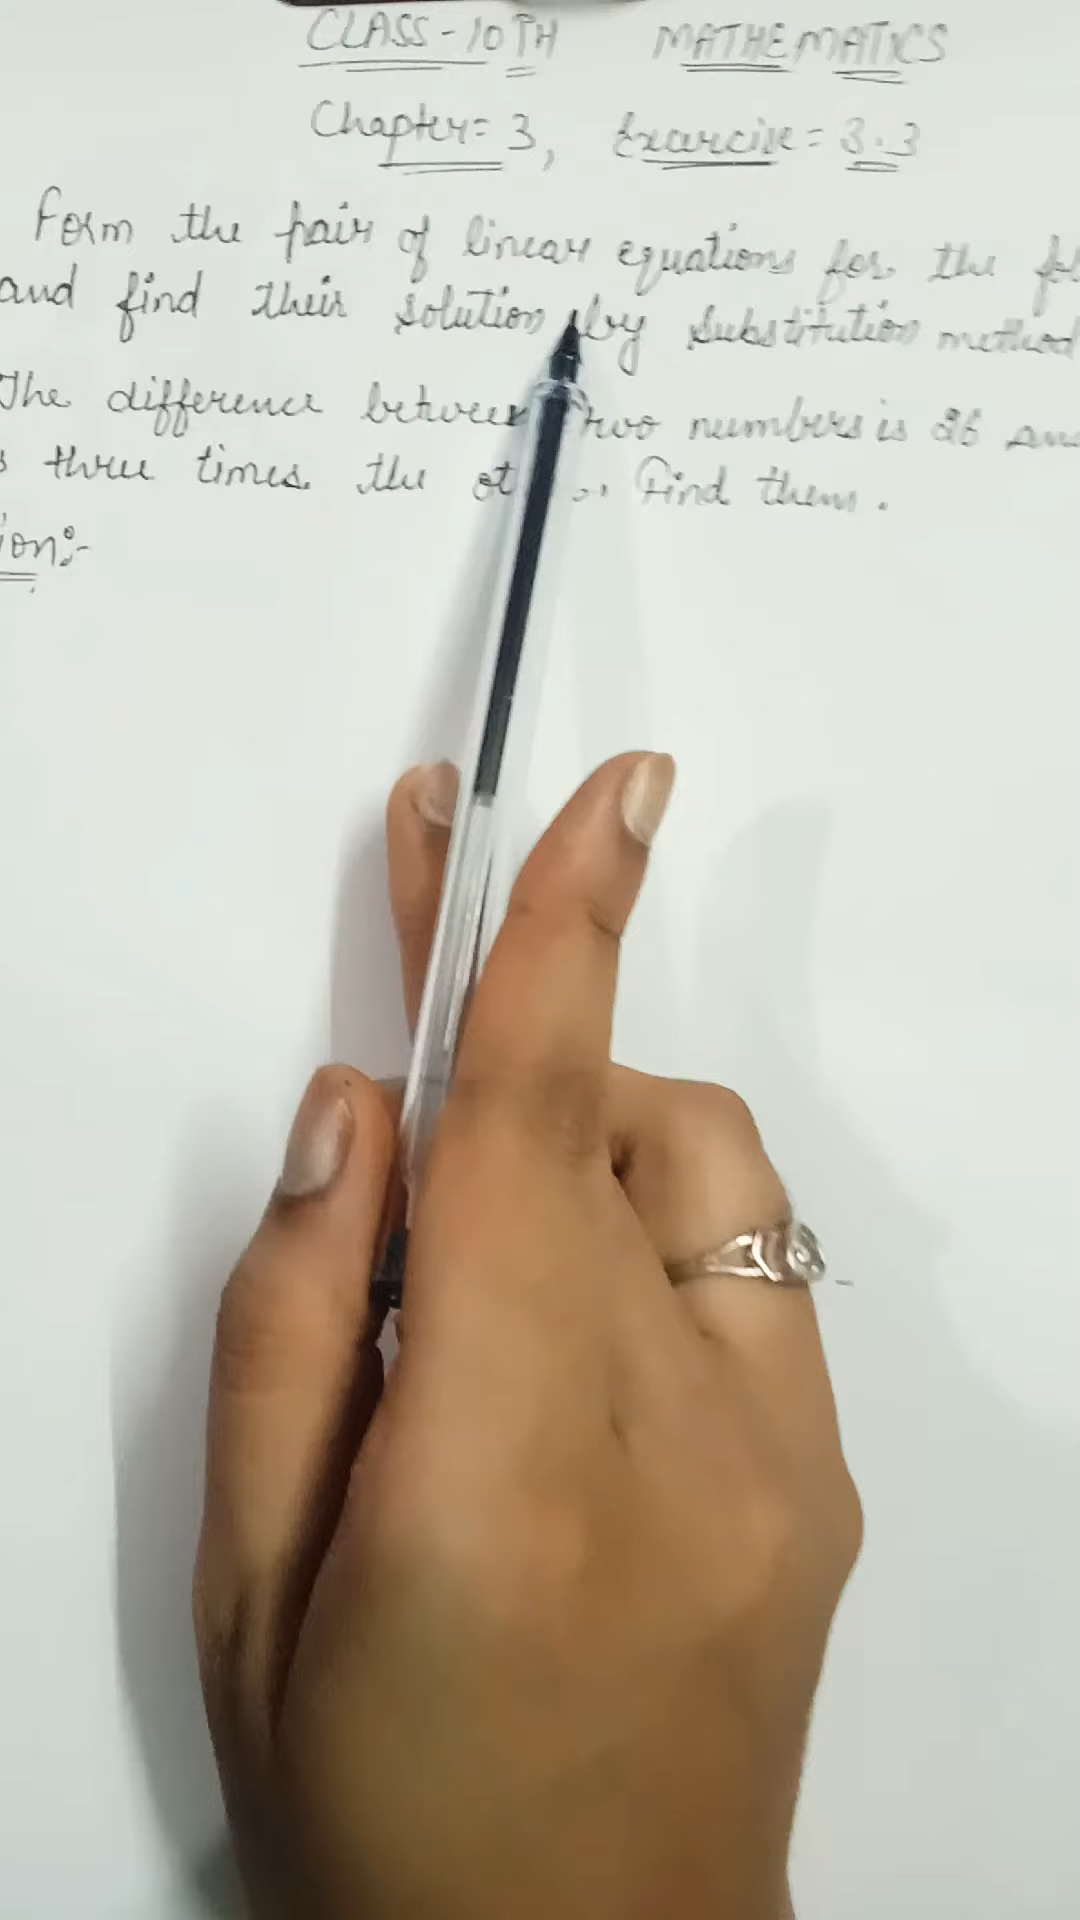 CLASS-10TH MATHEMATICS
Chapter= 3, Exercise= 3.3
Form the pair of linear equations for the
and find their solution by substitution method
The difference between two numbers is 26
three times the Find them.